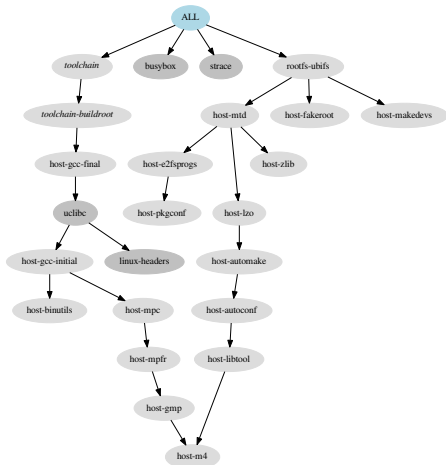 ALL
toolchain
busybox
strace
rootfs-ubifs
toolchain-buildroot
host-mtd
host-fakeroot
host-makedevs
host-gcc-final
host-e2fsprogs
host-zlib
uclibc
host-pkgconf
host-lzo
host-gcc-initial
linux-headers
host-automake
host-binutils
host-mpc
host-autoconf
host-mpfr
host-libtool
host-gmp
host-m4